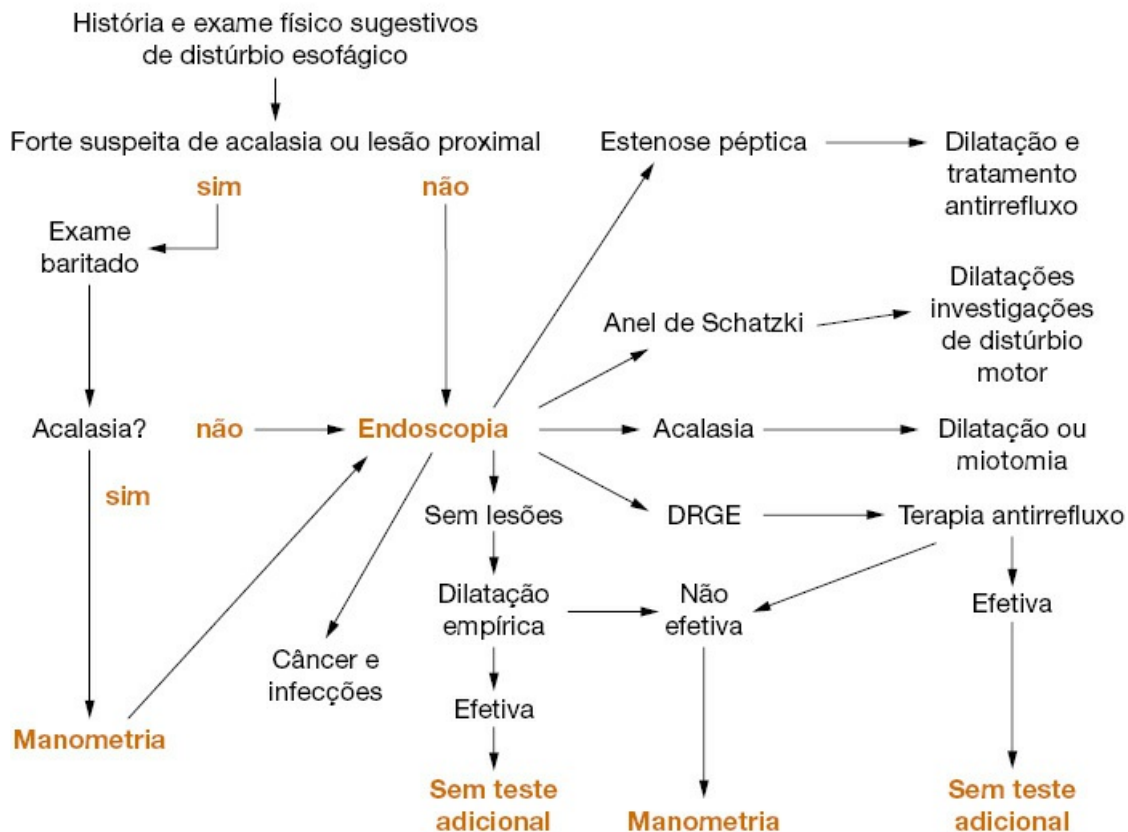 História e exame físico sugestivos
de distúrbio esofágico
Forte suspeita de acalasia ou lesão proximal
sim
não
Exame
baritado
Acalasia?
não
sim
Manometria
Endoscopia
Estenose péptica
Dilatação e
tratamento
antirrefluxo
Anel de Schatzki
Dilatações
investigações
de distúrbio
motor
Acalasia
Dilatação ou
miotomia
DRGE
Terapia antirrefluxo
Sem lesões
Dilatação
empírica
Não
efetiva
Efetiva
Câncer e
infecções
Efetiva
Sem teste
adicional
Manometria
Sem teste
adicional